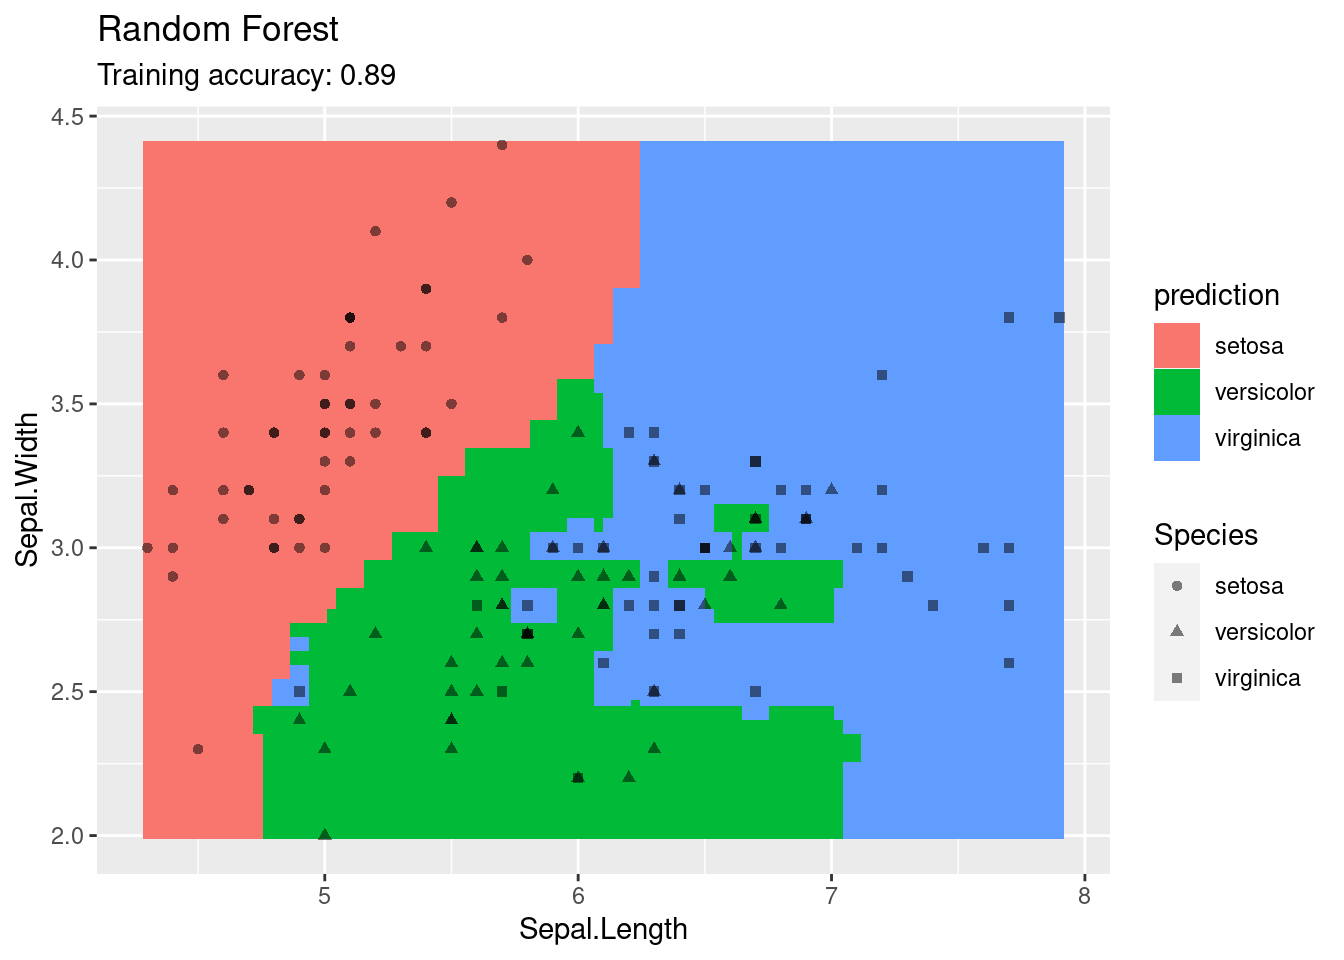 Random Forest
Training accuracy: 0.89
4.5
4.0
3.5
3.0
2.5
2.0
Sepal.Width
5 6 7 8
Sepal.Length
prediction
setosa
versicolor
virginica
Species
setosa
versicolor
virginica